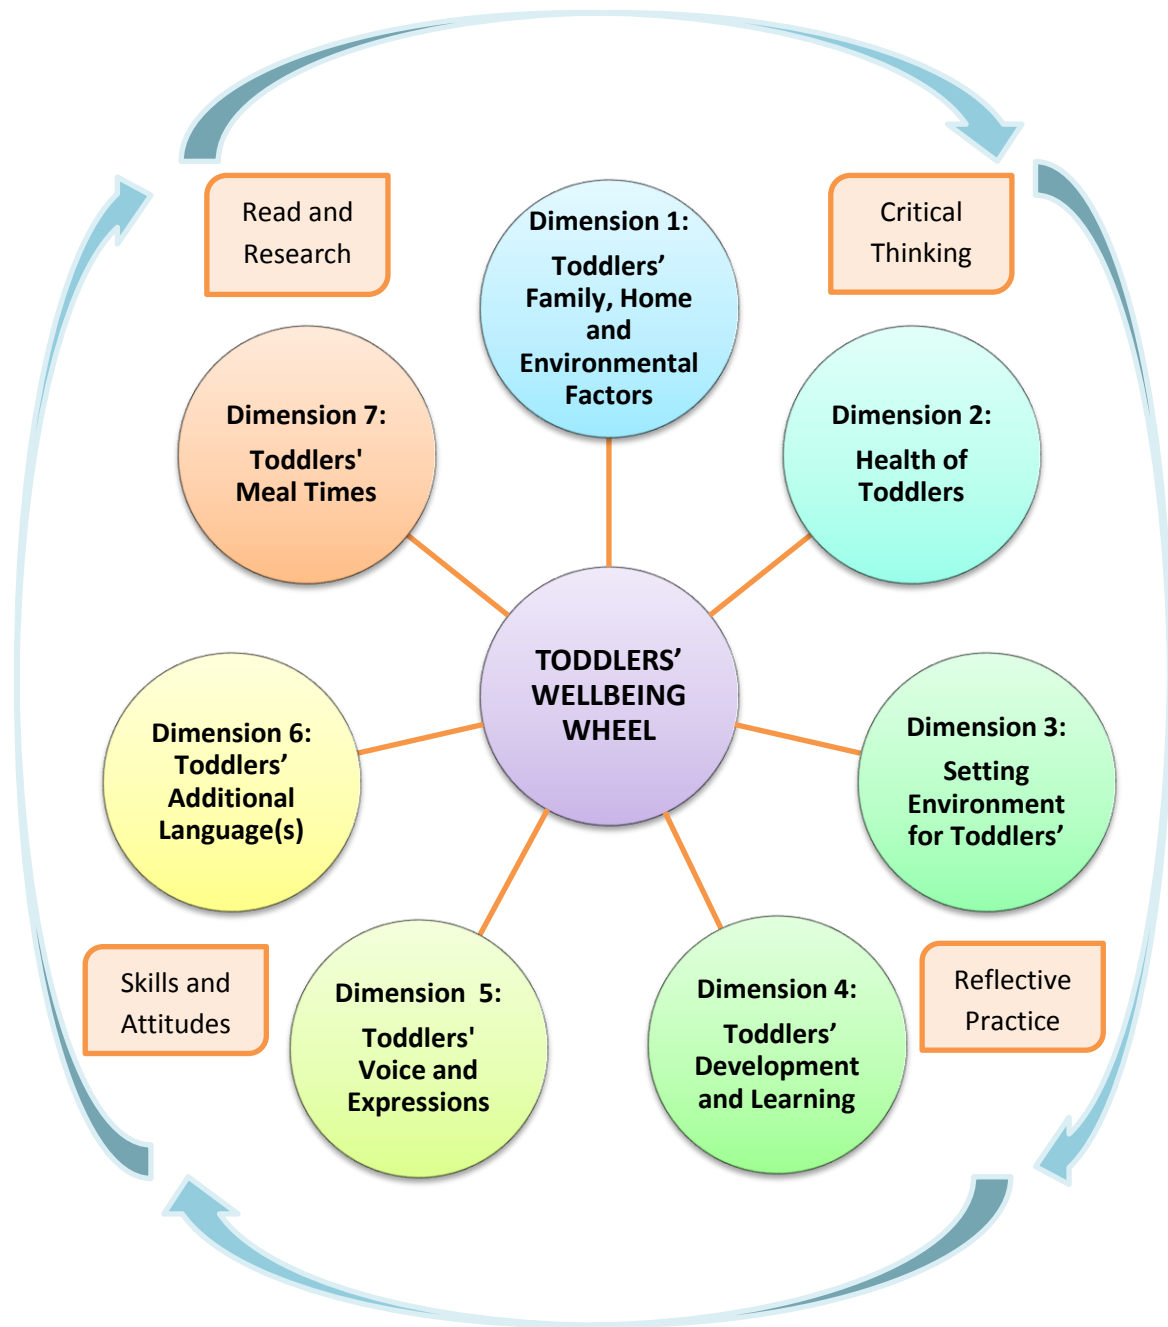 Read and
Research
Critical
Thinking
Dimension 1:
Toddlers’
Family, Home
and
Environmental
Factors
Dimension 7:
Toddlers'
Meal Times
Dimension 2:
Health of
Toddlers
TODDLERS’
WELLBEING
WHEEL
Dimension 6:
Toddlers’
Additional
Language(s)
Dimension 3:
Setting
Environment
for Toddlers’
Skills and
Attitudes
Dimension  5:
Toddlers'
Voice and
Expressions
Dimension 4:
Toddlers’
Development
and Learning
Reflective
Practice